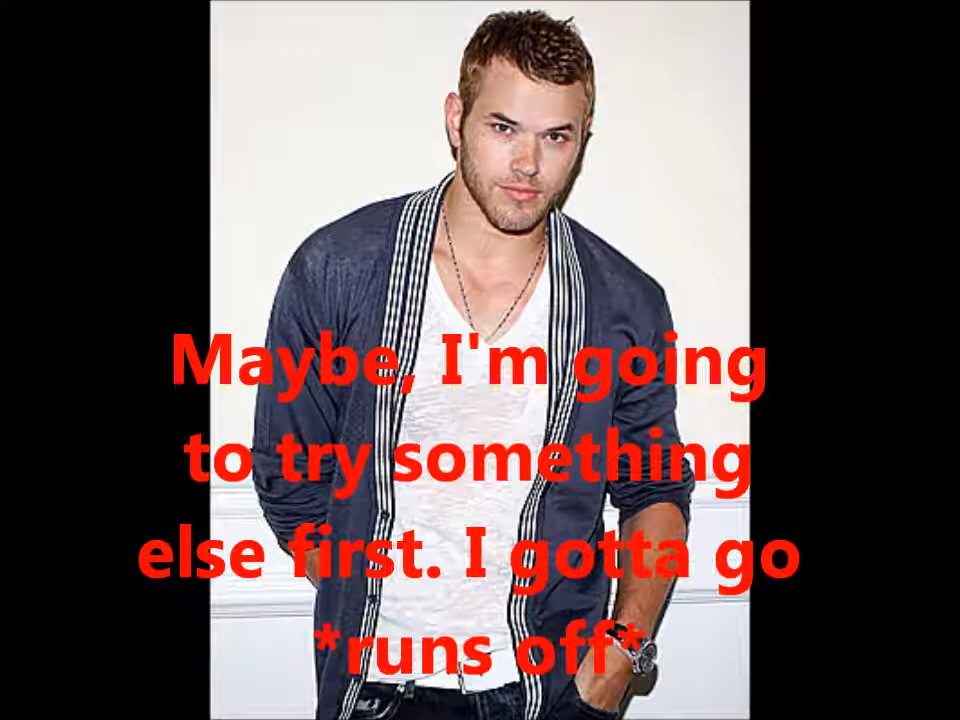 Maybe, I'm going
to try something
else first. I gotta go
*runs off*